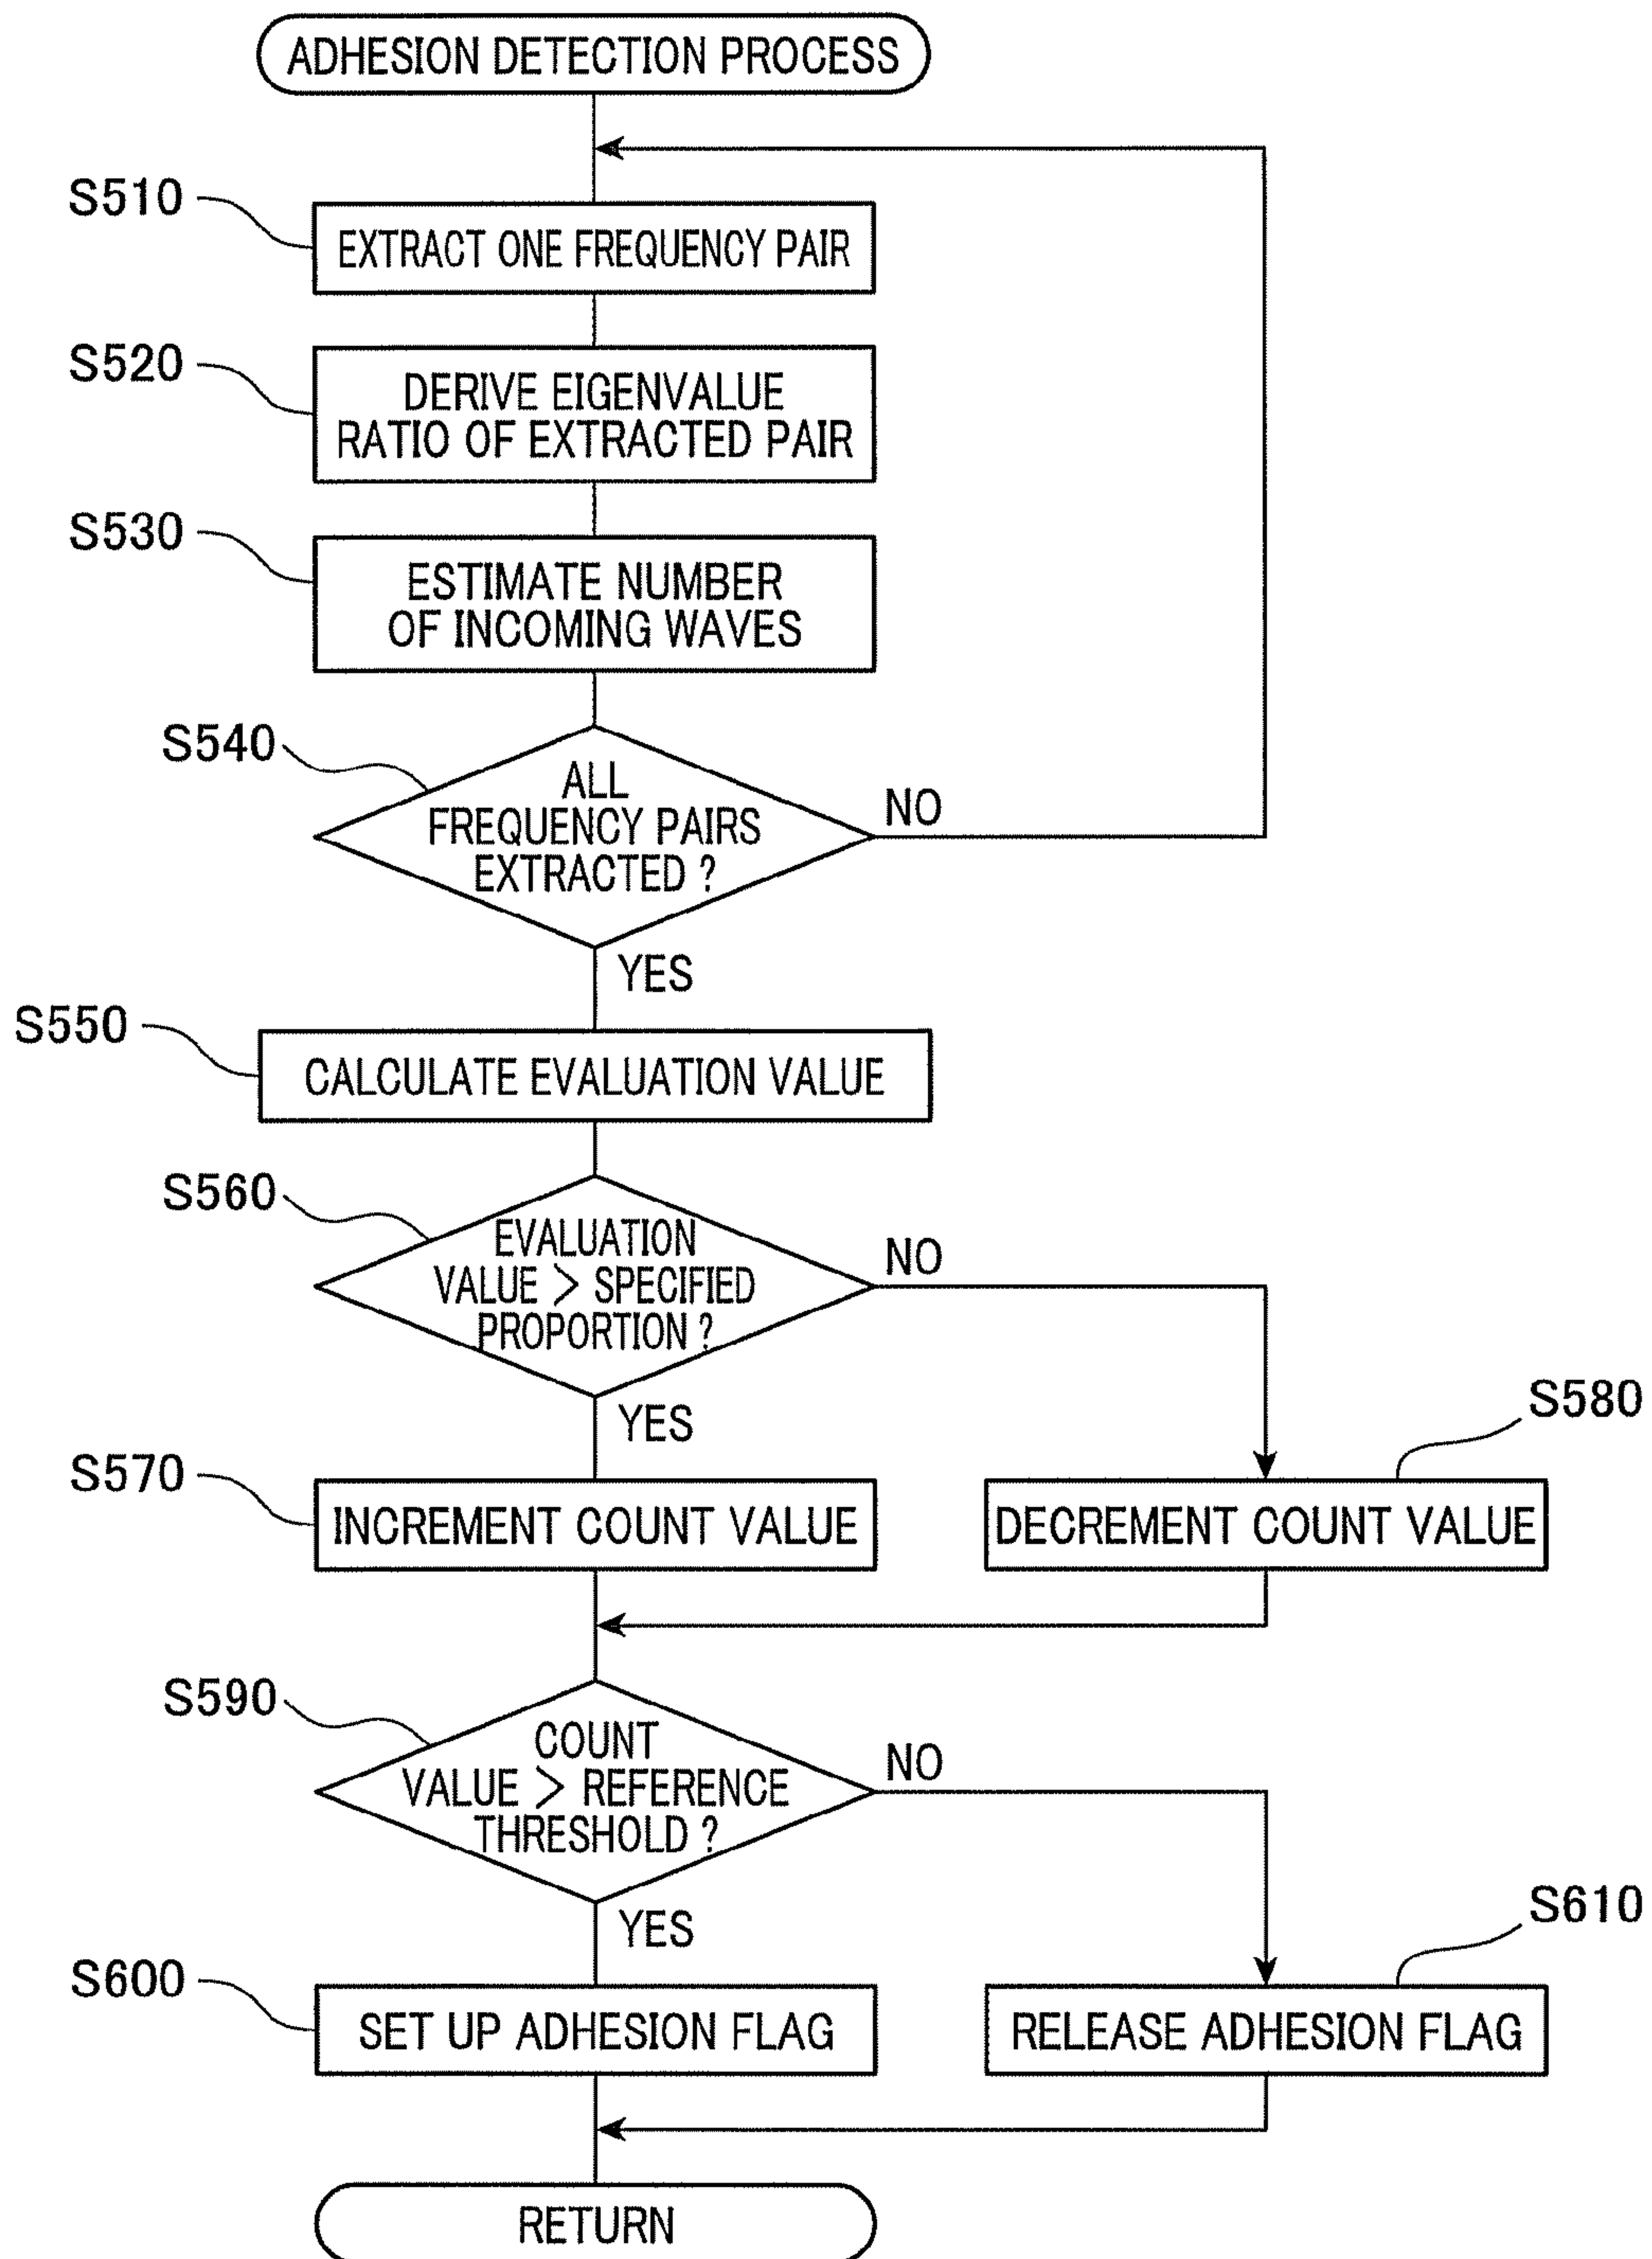 ADHESION DETECTION PROCESS
S510
EXTRACT ONE FREQUENCY PAIR
S520
DERIVE EIGENVALUE
RATIO OF EXTRACTED PAIR
S530
ESTIMATE NUMBER
OF INCOMING WAVES
S540
ALL
FREQUENCY PAIRS
EXTRACTED ?
NO
YES
S550
CALCULATE EVALUATION VALUE
S560
EVALUATION
VALUE > SPECIFIED
PROPORTION ?
NO
YES
S570
INCREMENT COUNT VALUE
S580
DECREMENT COUNT VALUE
S590
COUNT
VALUE > REFERENCE
THRESHOLD ?
NO
YES
S600
SET UP ADHESION FLAG
S610
RELEASE ADHESION FLAG
RETURN